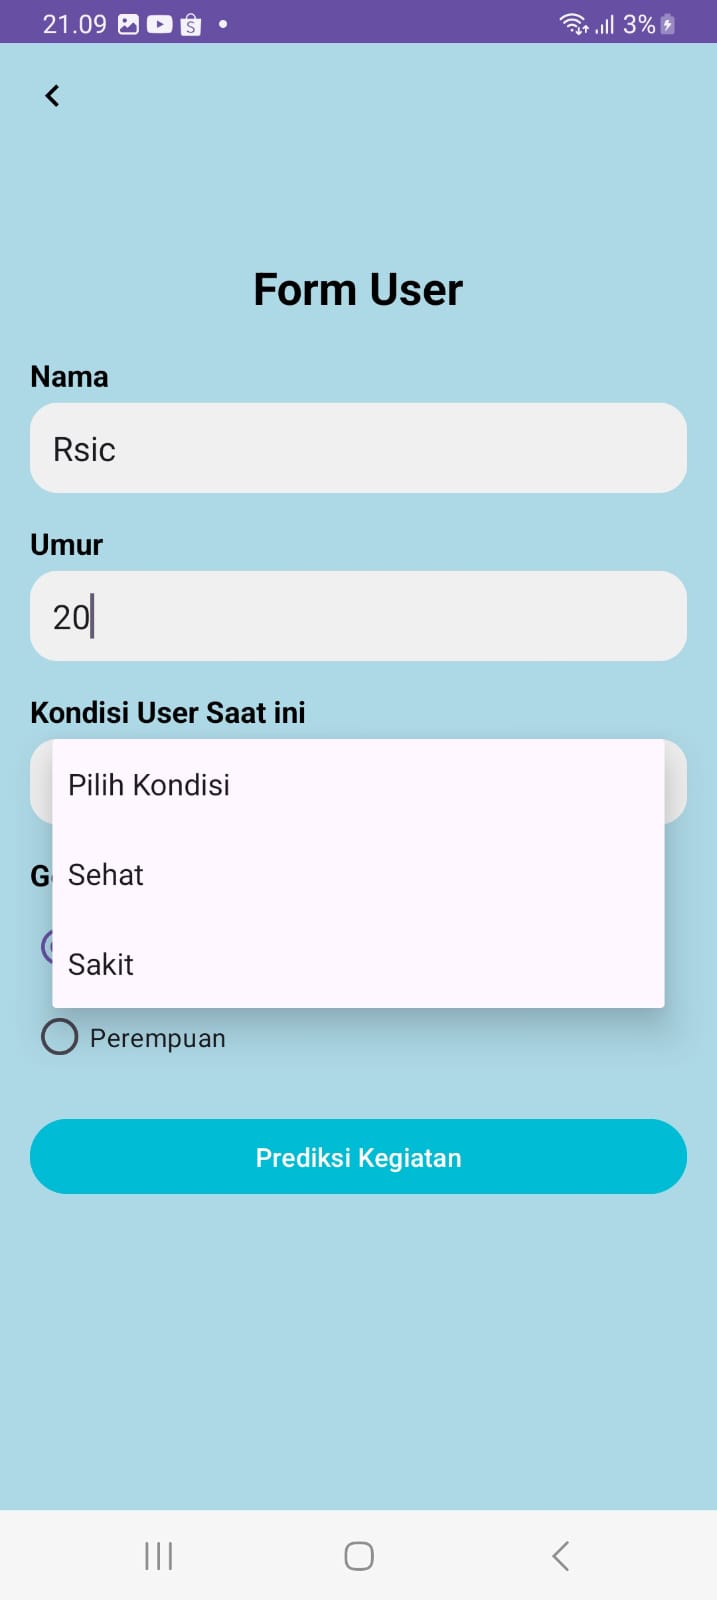 21.09 3%
Form User
Nama
Rsic
Umur
20
Kondisi User Saat ini
Pilih Kondisi
Sehat
Sakit
Perempuan
Prediksi Kegiatan